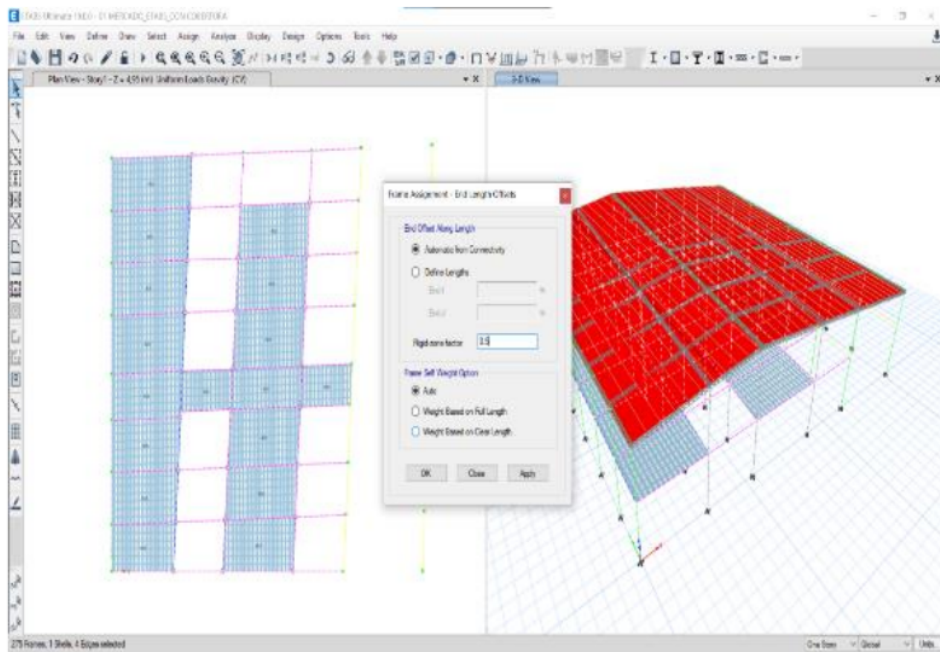 ETABS Ultimate
File Edit View Define Draw Select Assign Analyze Display Design Options Tools Help
Plan View - Story1 - Z = 4,95 (m) Uniform Loads Gravity (CV)
3-D View
Frame Assignment - End Length Offsets
End Offset Along Length
Automatic from Connectivity
Define Lengths
End-I
End-J
Rigid-zone factor
Frame Self Weight Option
Auto
Weight Based on Full Length
Weight Based on Clear Length
OK Close Apply
275 Frames, 1 Shells, 4 Edges selected
One Story Global Units